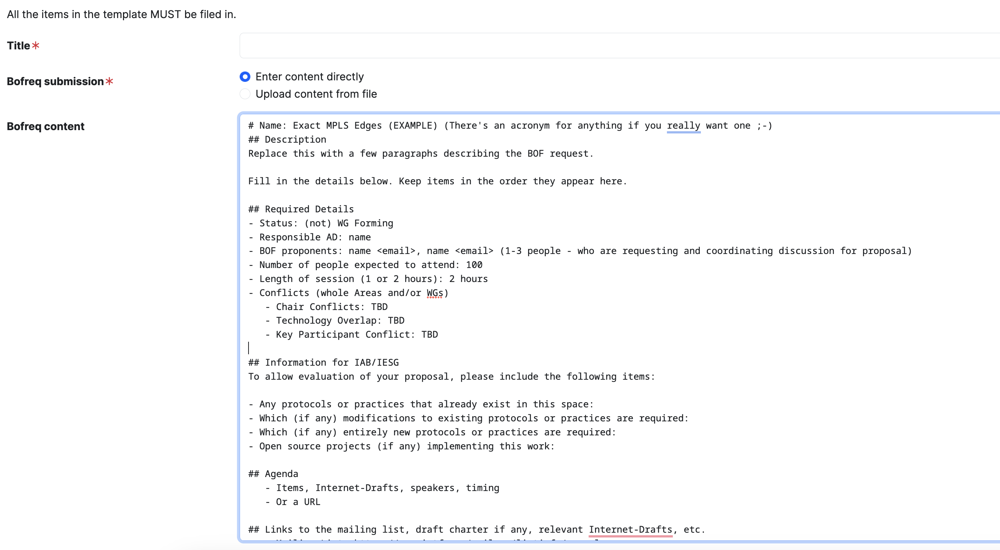 All the items in the template MUST be filed in.
Title*
Bofreq submission*
Enter content directly
Upload content from file
Bofreq content
# Name: Exact MPLS Edges (EXAMPLE) (There's an acronym for anything if you really want one ;-)
## Description
Replace this with a few paragraphs describing the BOF request.
Fill in the details below. Keep items in the order they appear here.
## Required Details
- Status: (not) WG Forming
- Responsible AD: name
- BOF proponents: name <email>, name <email> (1-3 people - who are requesting and coordinating discussion for proposal)
- Number of people expected to attend: 100
- Length of session (1 or 2 hours): 2 hours
- Conflicts (whole Areas and/or WGs)
- Chair Conflicts: TBD
- Technology Overlap: TBD
- Key Participant Conflict: TBD
## Information for IAB/IESG
To allow evaluation of your proposal, please include the following items:
- Any protocols or practices that already exist in this space:
- Which (if any) modifications to existing protocols or practices are required:
- Which (if any) entirely new protocols or practices are required:
- Open source projects (if any) implementing this work:
## Agenda
- Items, Internet-Drafts, speakers, timing
- Or a URL
## Links to the mailing list, draft charter if any, relevant Internet-Drafts, etc.